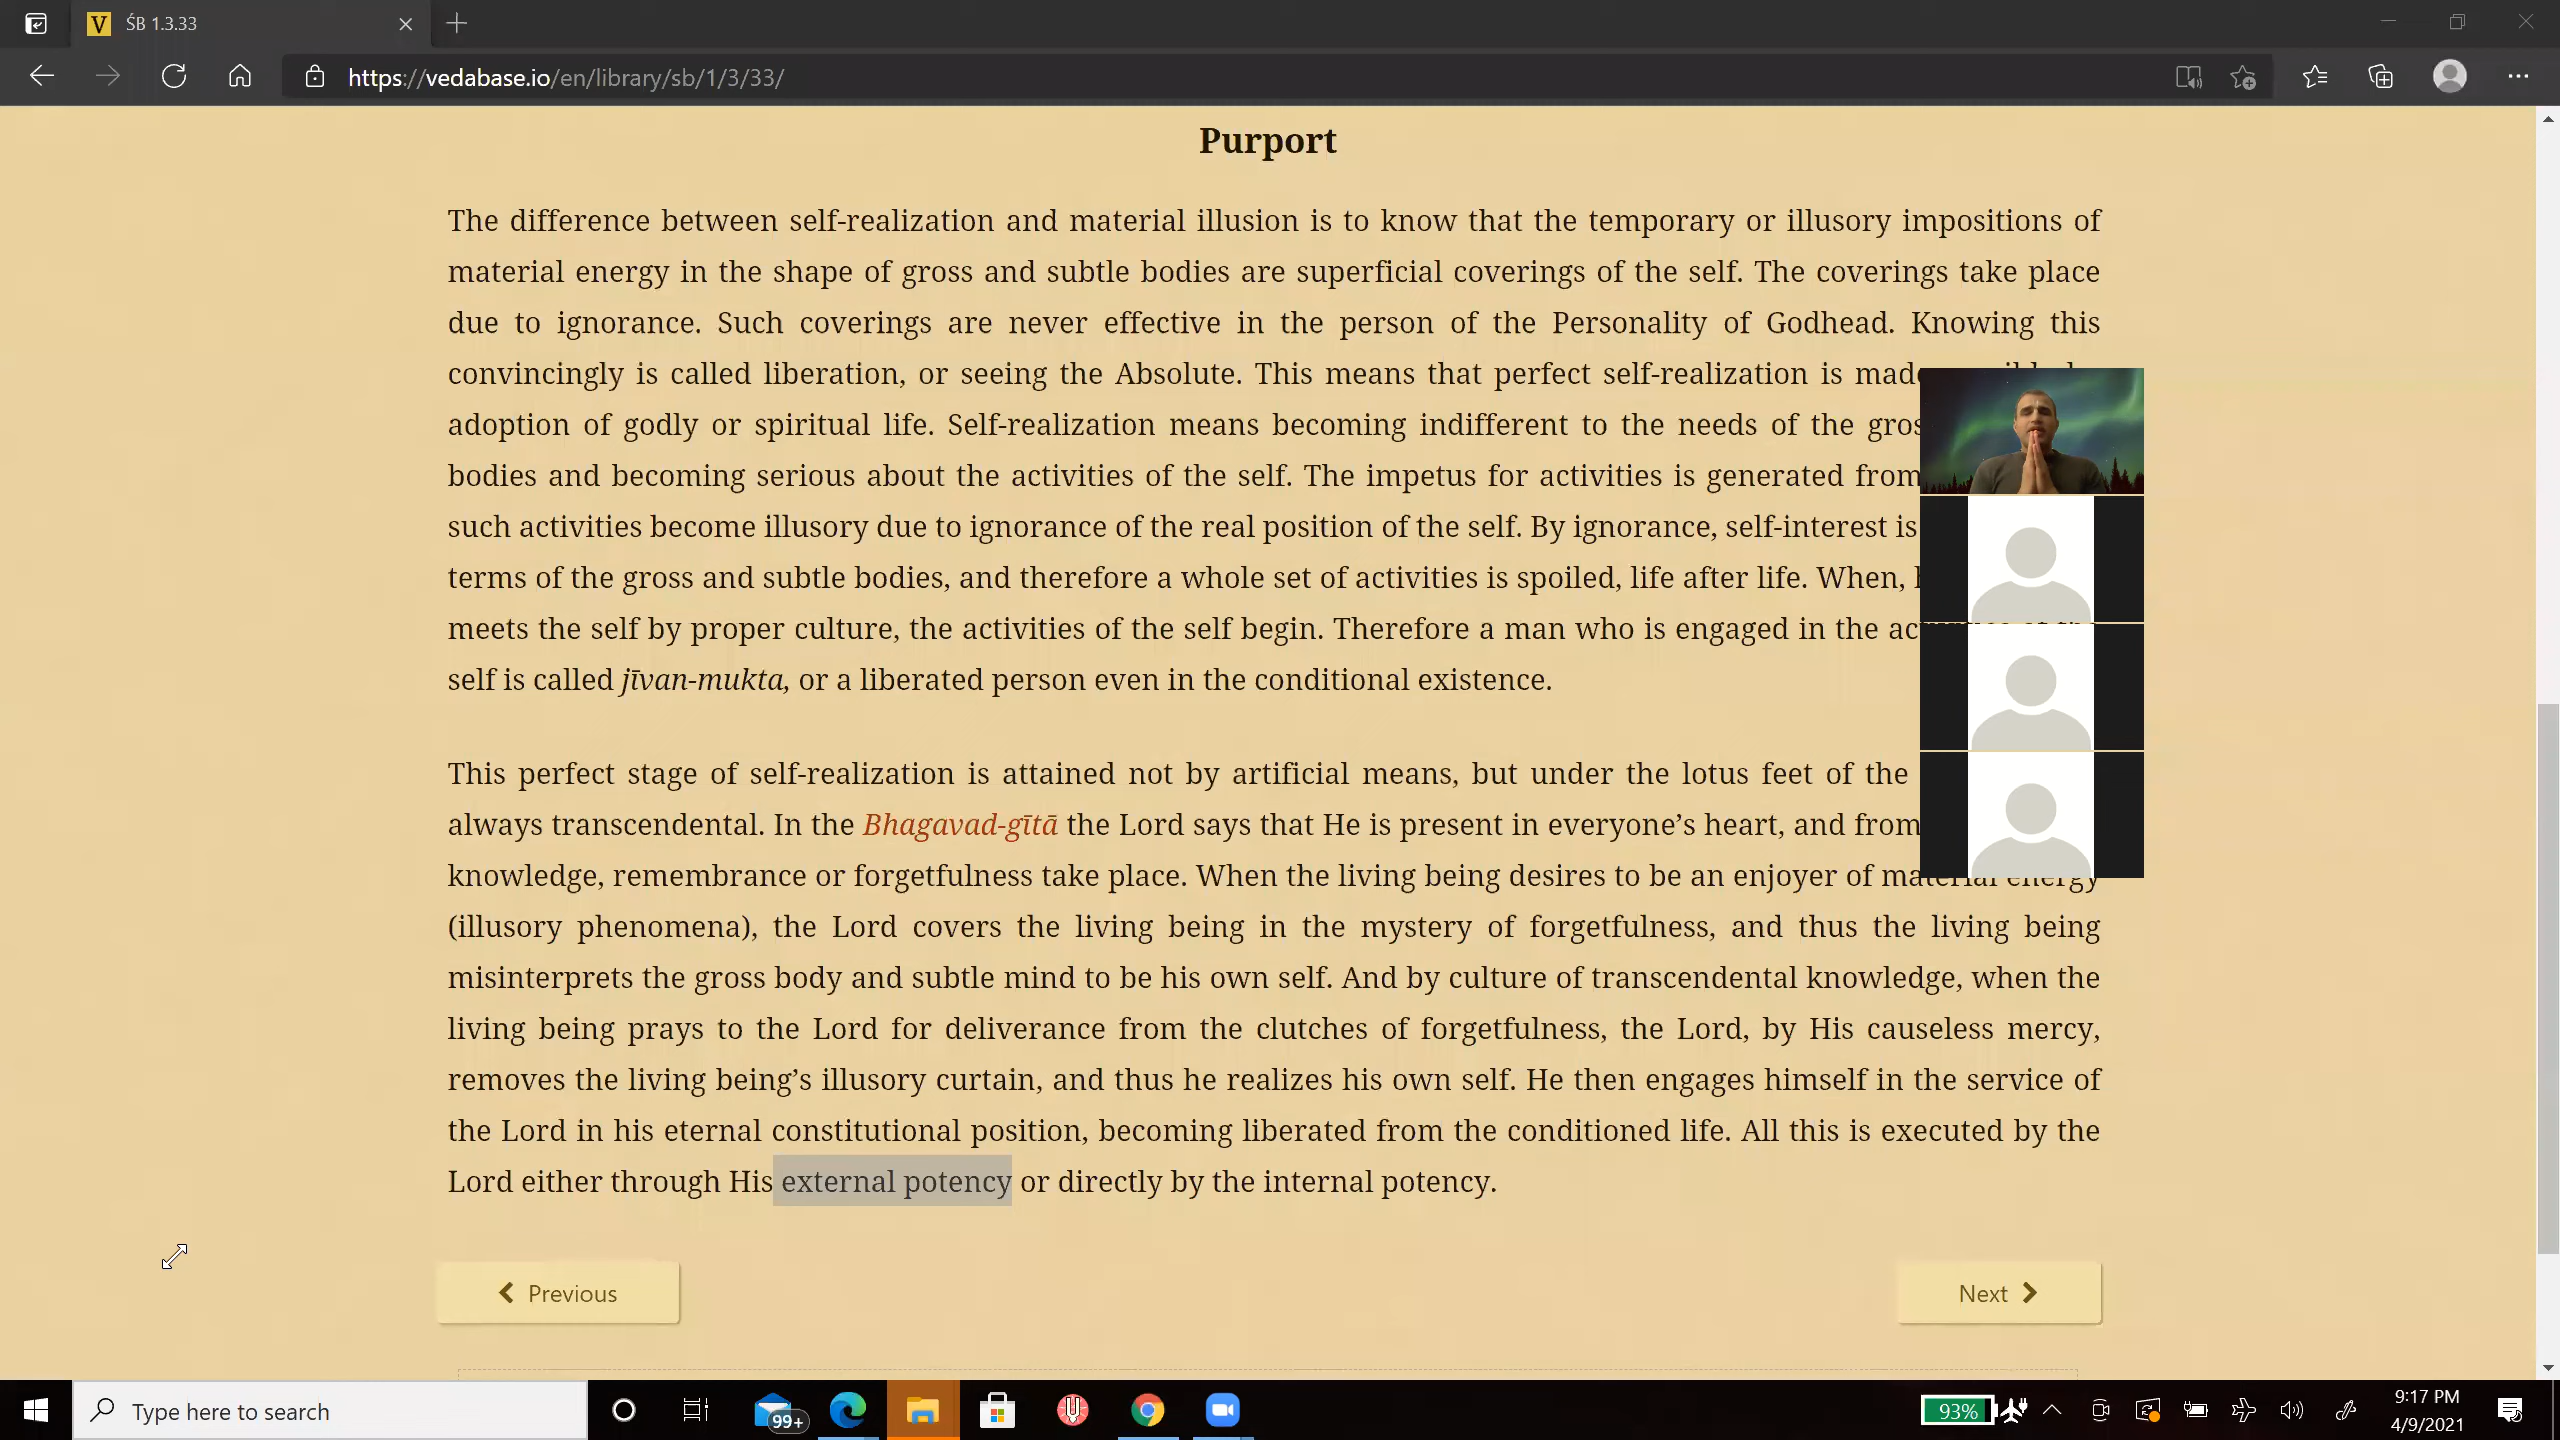 ŚB 1.3.33
https://vedabase.io/en/library/sb/1/3/33/
Purport
The difference between self-realization and material illusion is to know that the temporary or illusory impositions of
material energy in the shape of gross and subtle bodies are superficial coverings of the self. The coverings take place
due to ignorance. Such coverings are never effective in the person of the Personality of Godhead. Knowing this
convincingly is called liberation, or seeing the Absolute. This means that perfect self-realization is made
adoption of godly or spiritual life. Self-realization means becoming indifferent to the needs of the
bodies and becoming serious about the activities of the self. The impetus for activities is generated from
such activities become illusory due to ignorance of the real position of the self. By ignorance, self-interest is
terms of the gross and subtle bodies, and therefore a whole set of activities is spoiled, life after life. When,
meets the self by proper culture, the activities of the self begin. Therefore a man who is engaged in the
self is called jīvan-mukta, or a liberated person even in the conditional existence.
This perfect stage of self-realization is attained not by artificial means, but under the lotus feet of the
always transcendental. In the Bhagavad-gītā the Lord says that He is present in everyone's heart, and from
knowledge, remembrance or forgetfulness take place. When the living being desires to be an enjoyer of material energy
(illusory phenomena), the Lord covers the living being in the mystery of forgetfulness, and thus the living being
misinterprets the gross body and subtle mind to be his own self. And by culture of transcendental knowledge, when the
living being prays to the Lord for deliverance from the clutches of forgetfulness, the Lord, by His causeless mercy,
removes the living being's illusory curtain, and thus he realizes his own self. He then engages himself in the service of
the Lord in his eternal constitutional position, becoming liberated from the conditioned life. All this is executed by the
Lord either through His external potency or directly by the internal potency.
Previous
Next
Type here to search
99+
93%
9:17 PM
4/9/2021